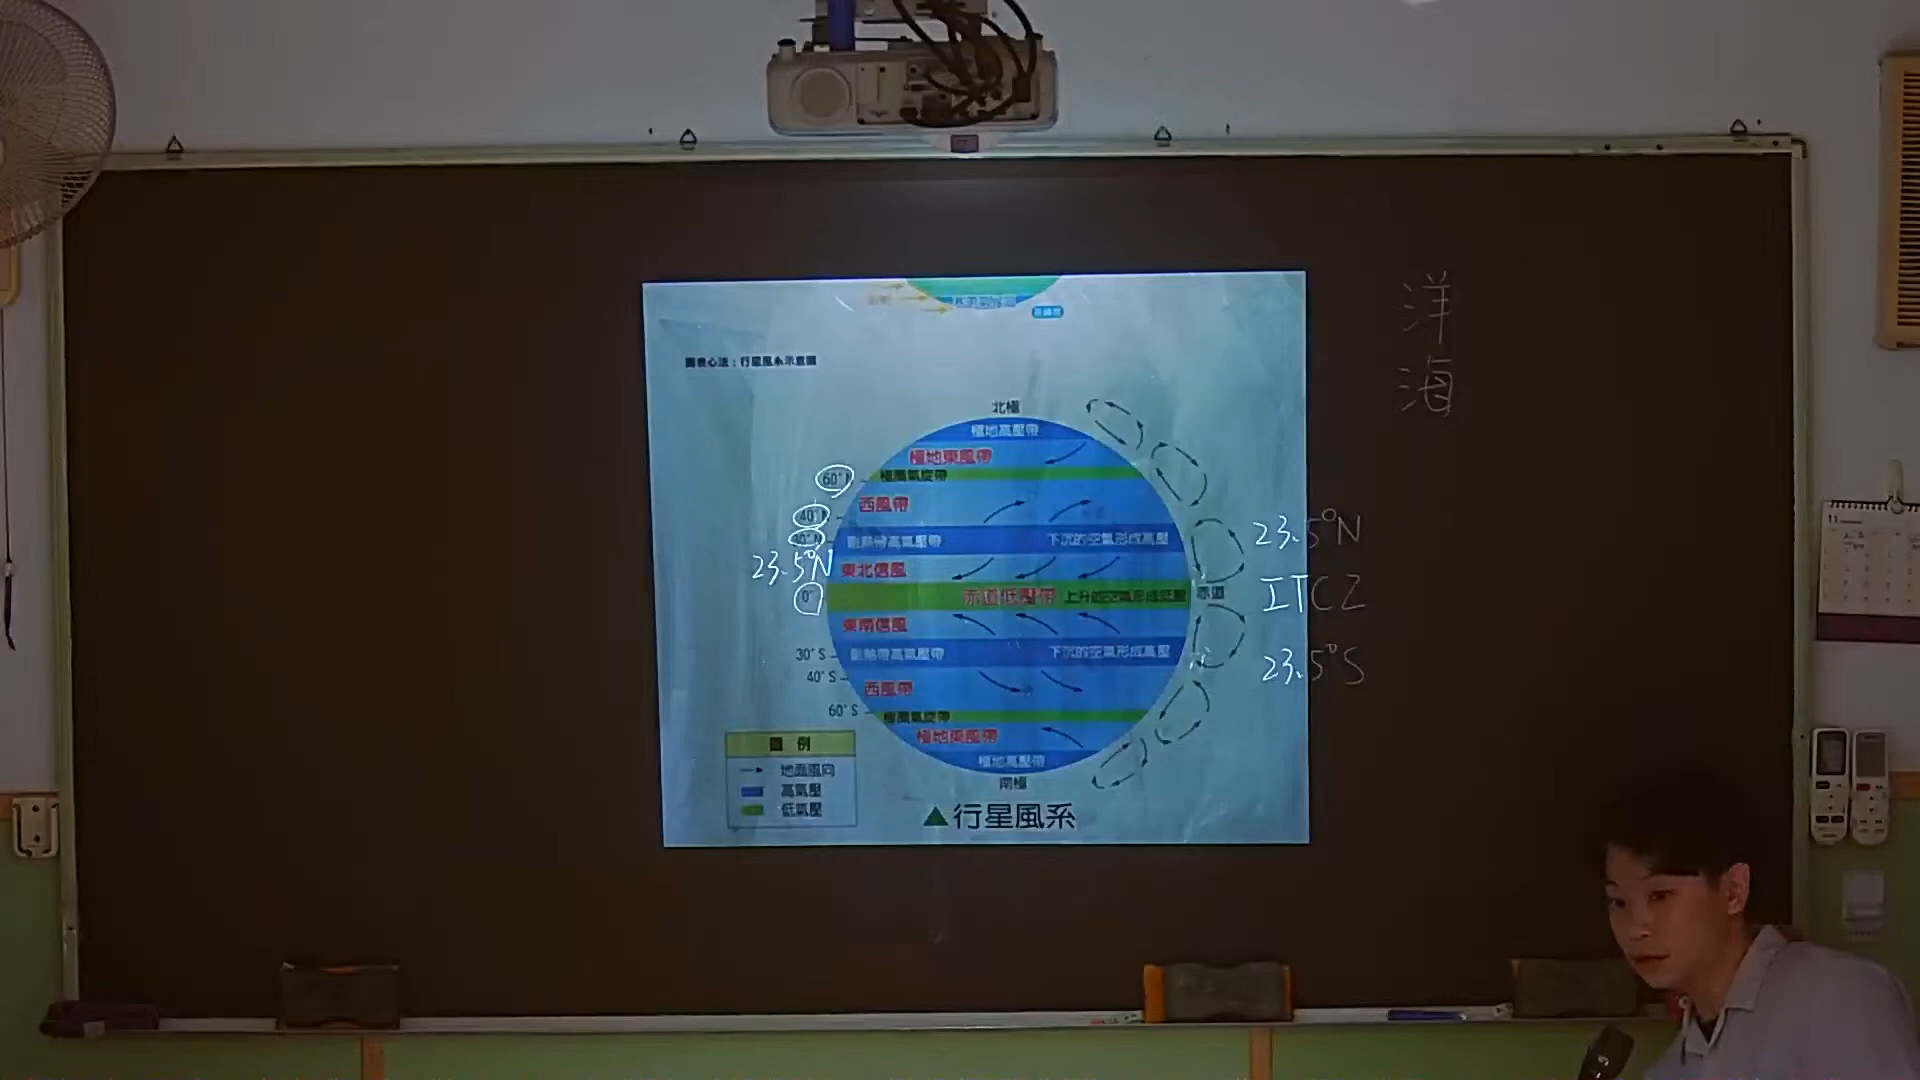 圖表心法：行星風系示意圖
北極
極地高壓帶
極地東風帶
60° N
極鋒氣旋帶
西風帶
40° N
副熱帶高氣壓帶
下沉的空氣形成高壓
23.5°N
23.5°N
東北信風
0°
赤道低壓帶
上升的空氣形成低壓
赤道
ITCZ
東南信風
30° S
副熱帶高氣壓帶
下沉的空氣形成高壓
23.5°S
40° S
西風帶
60° S
極鋒氣旋帶
極地東風帶
極地高壓帶
南極
圖例
地面風向
高氣壓
低氣壓
▲行星風系
洋
海
11